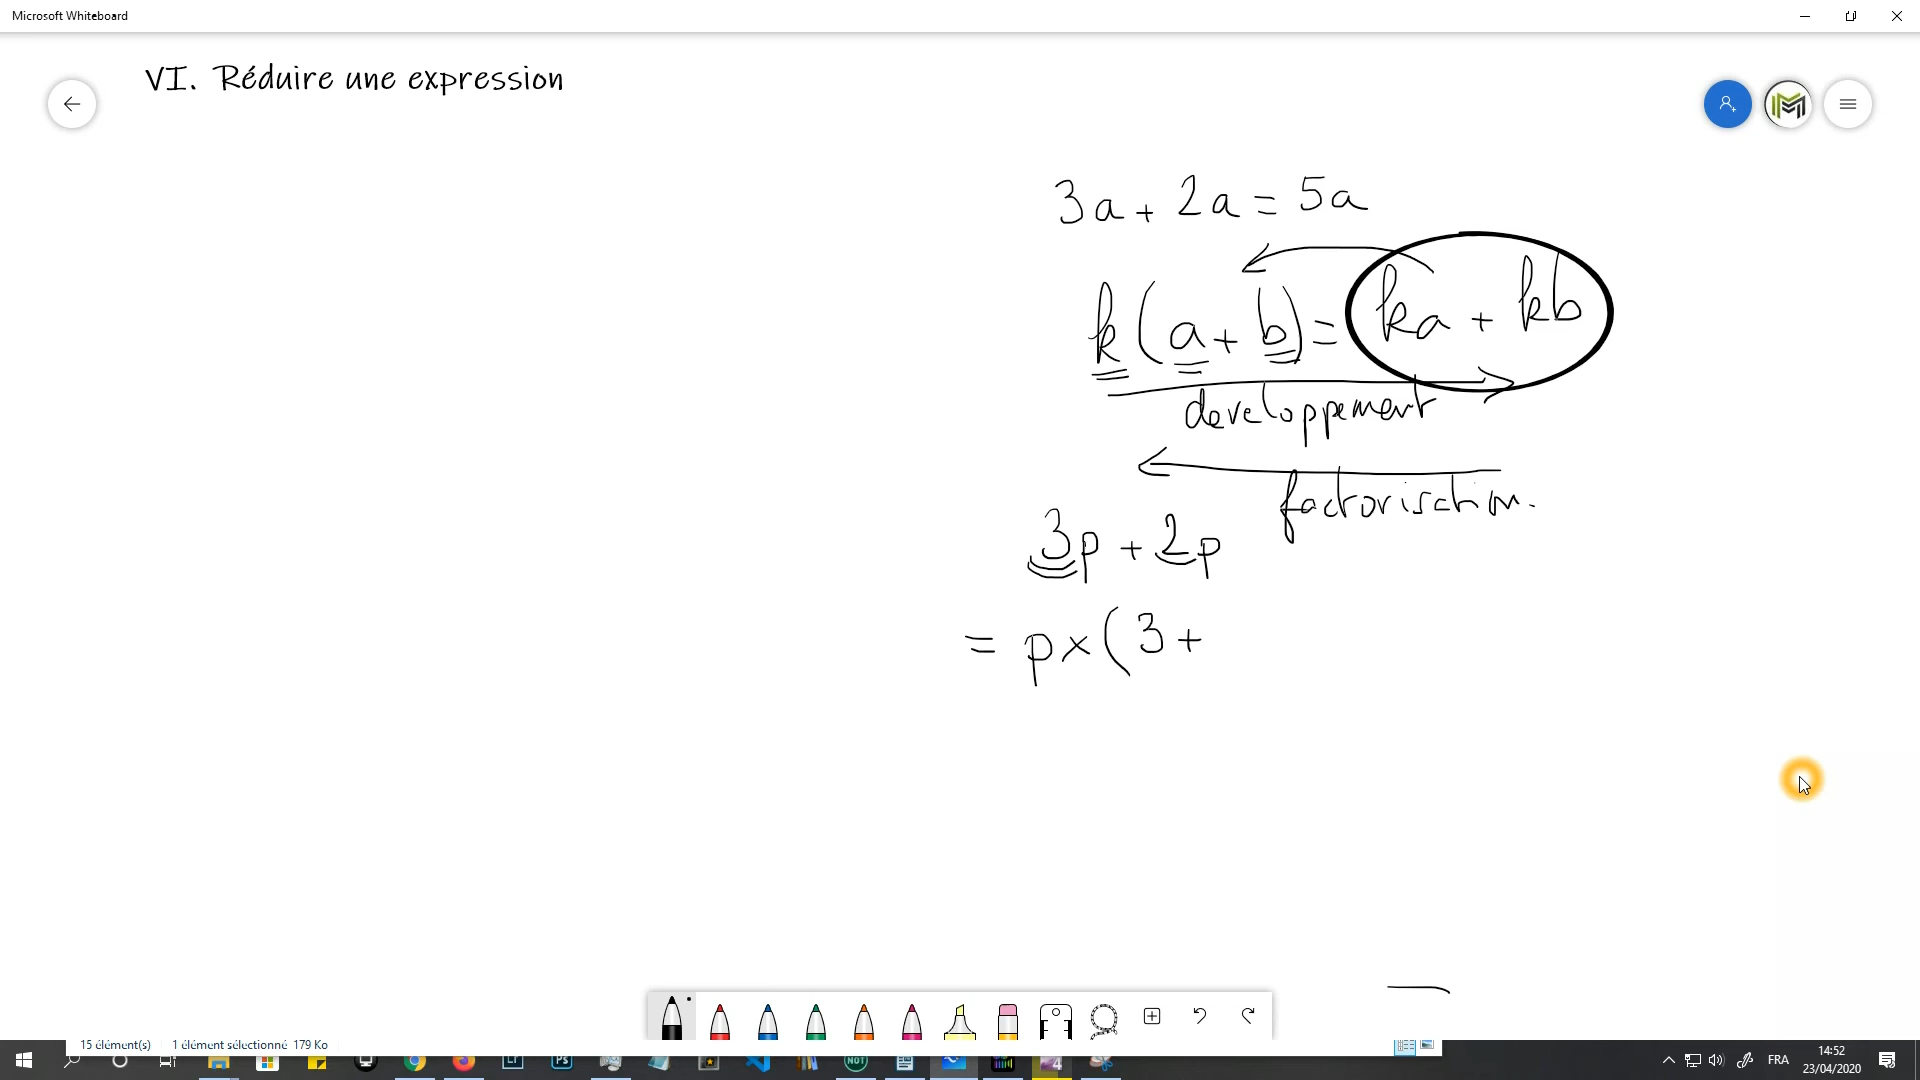 Microsoft Whiteboard
VI. Réduire une expression
3a + 2a = 5a
k(a + b) = ka + kb
developpement
factorisation.
3p + 2p
= p × ( 3 +
15 élément(s) 1 élément sélectionné 179 Ko
FRA
14:52
23/04/2020